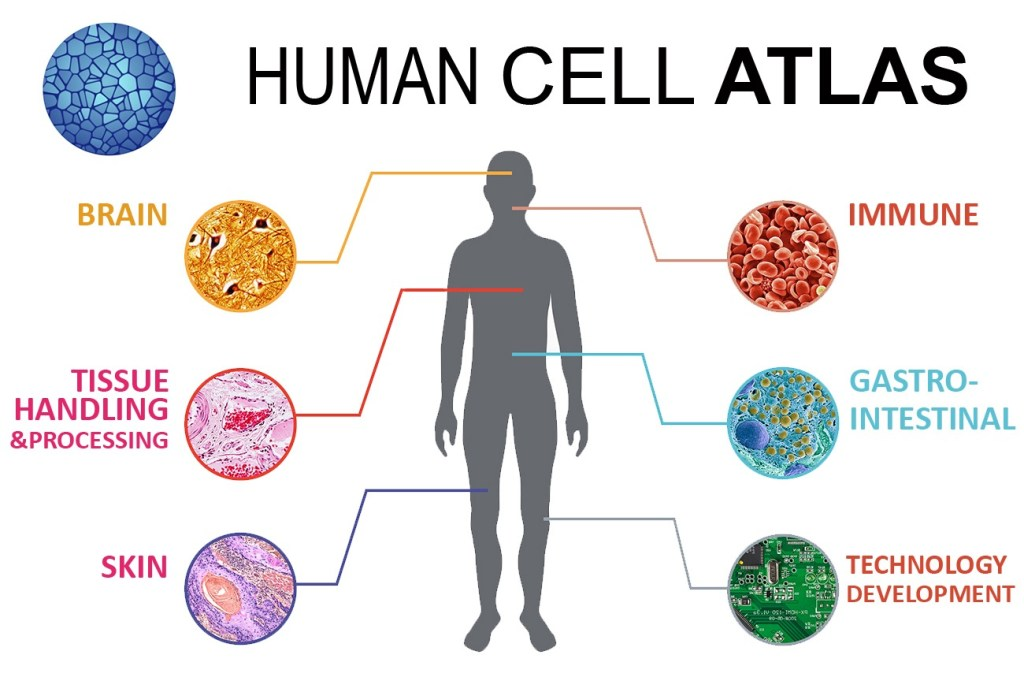 HUMAN CELL ATLAS
BRAIN
IMMUNE
TISSUE
HANDLING
&PROCESSING
GASTRO-
INTESTINAL
SKIN
TECHNOLOGY
DEVELOPMENT